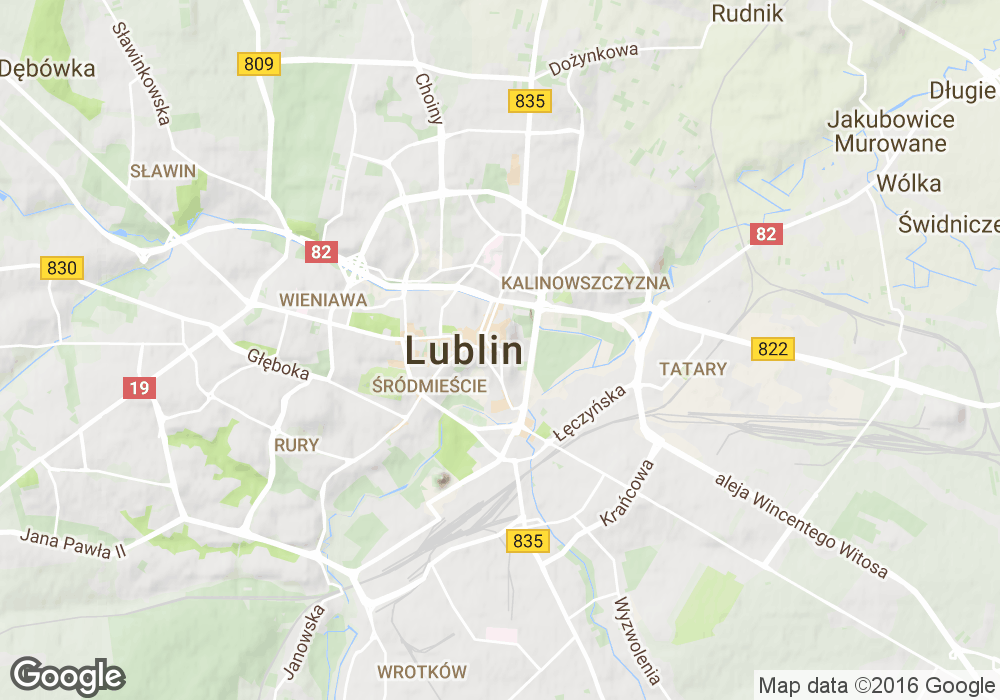 Rudnik
Dożynkowa
Sławinkowska
809
Dębówka
Choiny
835
Długie
Jakubowice
Murowane
SŁAWIN
Wólka
Świdnicze
82
82
830
KALINOWSZCZYZNA
WIENIAWA
Lublin
822
Głęboka
TATARY
19
ŚRÓDMIEŚCIE
Łęczyńska
RURY
Krańcowa
aleja Wincentego Witosa
Jana Pawła II
835
Janowska
Wyzwolenia
WROTKÓW
Google
Map data ©2016 Google